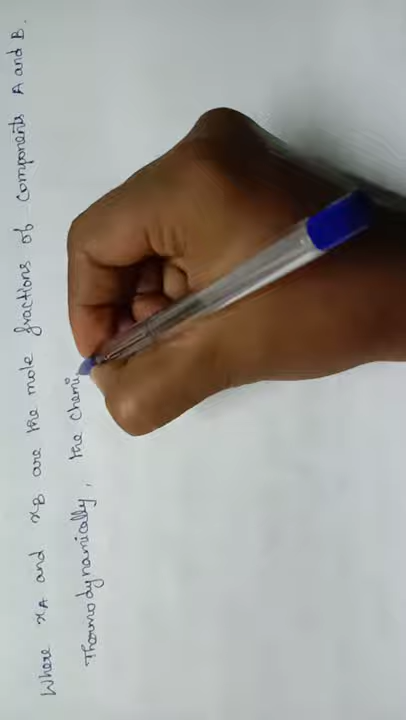 Where xA and xB are the mole fractions of components A and B.
Thermodynamically, the chemi